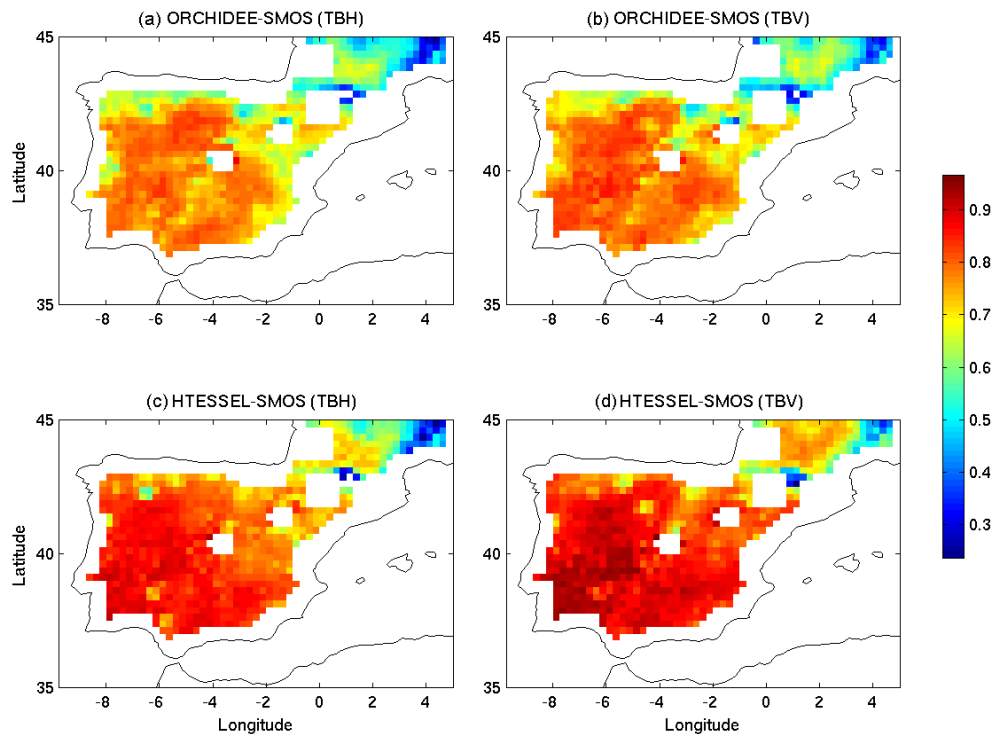 (a) ORCHIDEE-SMOS (TBH)
(b) ORCHIDEE-SMOS (TBV)
45
40
35
Latitude
-8 -6 -4 -2 0 2 4
45
40
35
-8 -6 -4 -2 0 2 4
(c) HTESSEL-SMOS (TBH)
(d) HTESSEL-SMOS (TBV)
45
40
35
Latitude
-8 -6 -4 -2 0 2 4
Longitude
45
40
35
-8 -6 -4 -2 0 2 4
Longitude
0.9
0.8
0.7
0.6
0.5
0.4
0.3